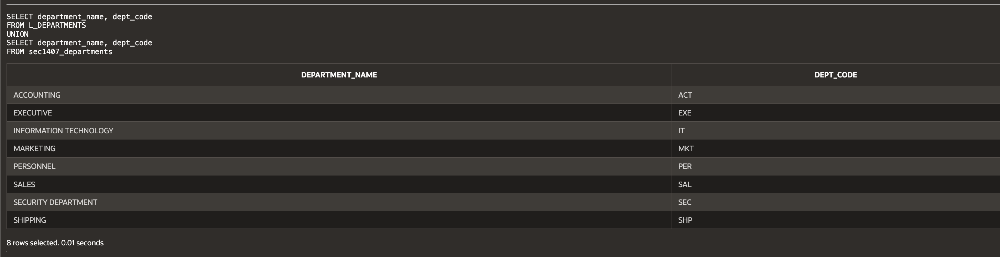 SELECT department_name, dept_code
FROM L_DEPARTMENTS
UNION
SELECT department_name, dept_code
FROM sec1407_departments
DEPARTMENT_NAME DEPT_CODE
ACCOUNTING ACT
EXECUTIVE EXE
INFORMATION TECHNOLOGY IT
MARKETING MKT
PERSONNEL PER
SALES SAL
SECURITY DEPARTMENT SEC
SHIPPING SHP
8 rows selected. 0.01 seconds